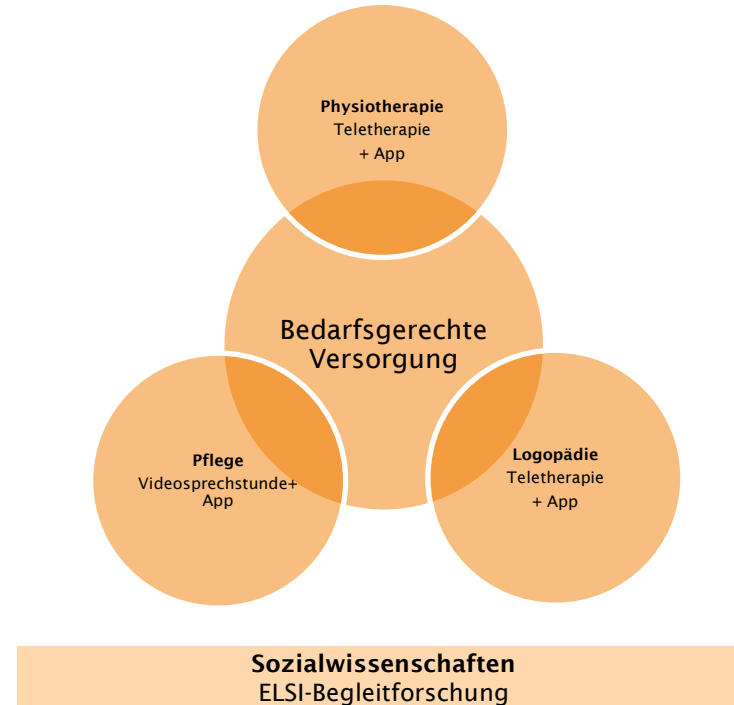 Physiotherapie
Teletherapie
+ App
Bedarfsgerechte
Versorgung
Pflege
Videosprechstunde+
App
Logopädie
Teletherapie
+ App
Sozialwissenschaften
ELSI-Begleitforschung